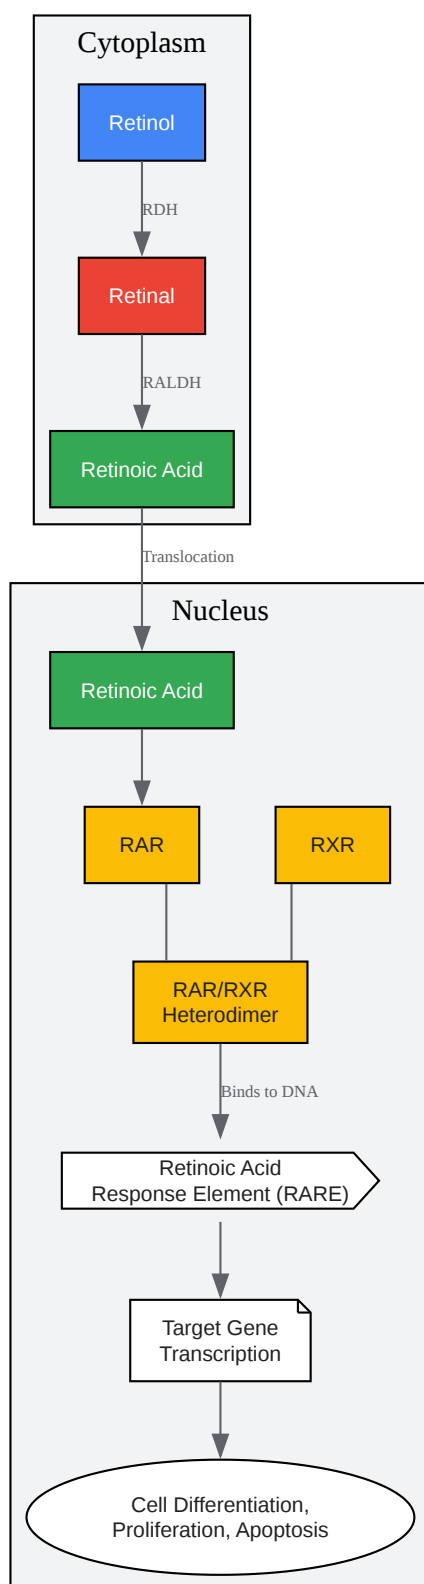 Cytoplasm
Retinol
RDH
Retinal
RALDH
Retinoic Acid
Translocation
Nucleus
Retinoic Acid
RAR
RXR
RAR/RXR
Heterodimer
Binds to DNA
Retinoic Acid
Response Element (RARE)
Target Gene
Transcription
Cell Differentiation,
Proliferation, Apoptosis